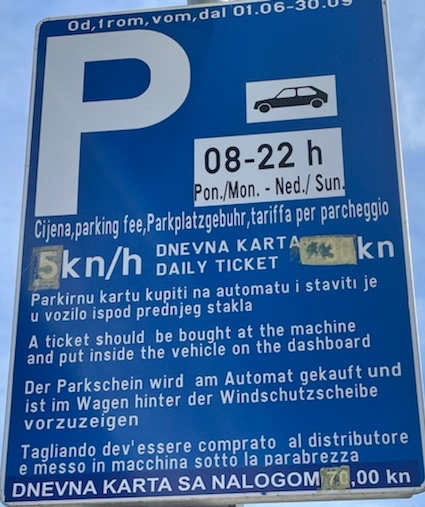 Od,from,vom,dal 01.06-30.09
P
08-22 h
Pon./Mon. - Ned./ Sun.
Cijena,parking fee,Parkplatzgebuhr,tariffa per parcheggio
5kn/h DNEVNA KARTA kn
DAILY TICKET
Parkirnu kartu kupiti na automatu i staviti je
u vozilo ispod prednjeg stakla
A ticket should be bought at the machine
and put inside the vehicle on the dashboard
Der Parkschein wird am Automat gekauft und
ist im Wagen hinter der Windschutzscheibe
vorzuzeigen
Tagliando dev'essere comprato al distributore
e messo in macchina sotto la parabrezza
DNEVNA KARTA SA NALOGOM 70,00 kn